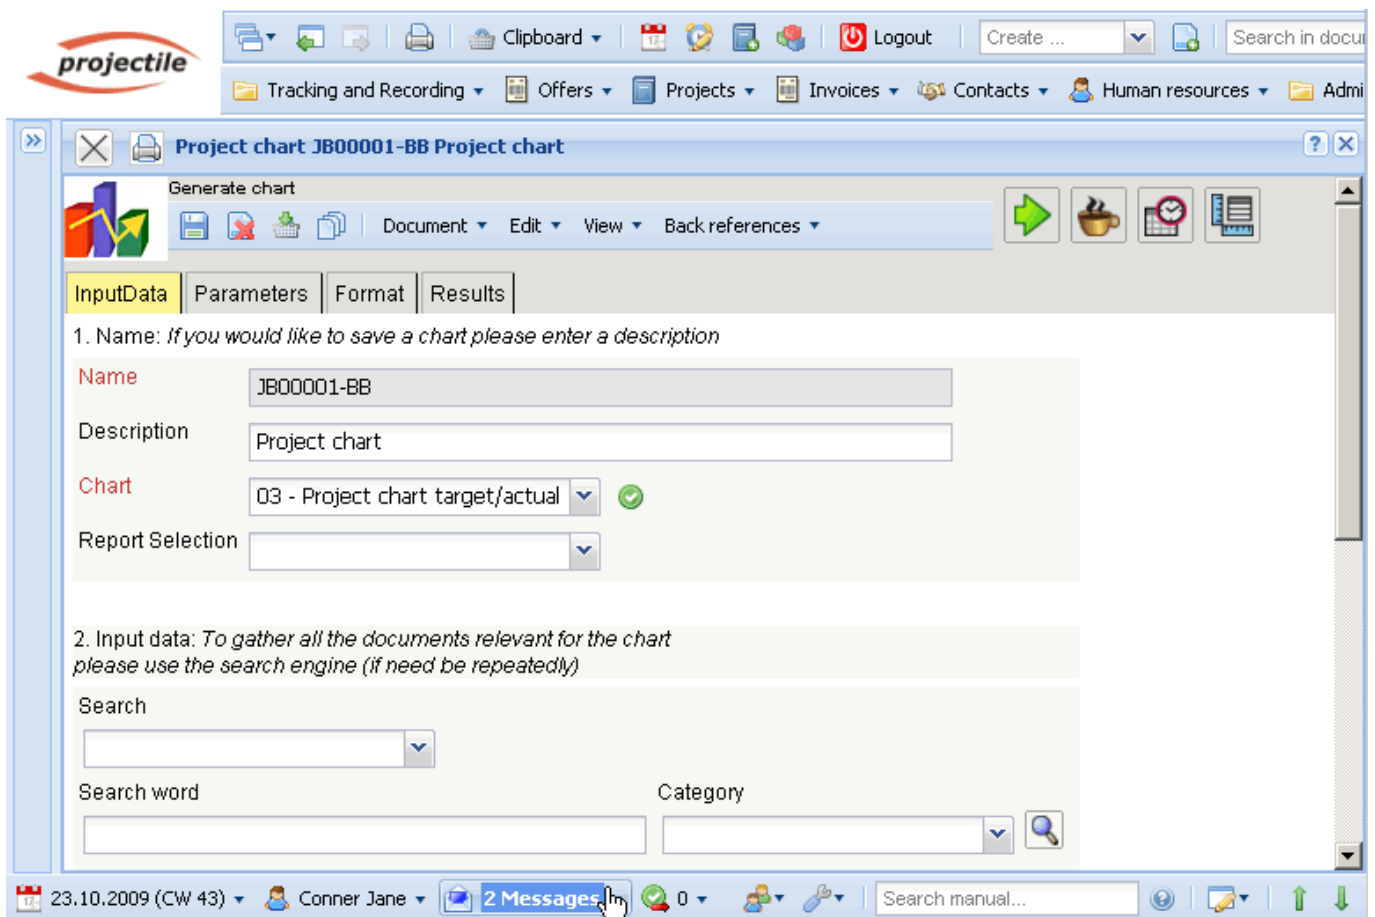 projectile
Clipboard
Logout
Create ...
Search in docu
Tracking and Recording
Offers
Projects
Invoices
Contacts
Human resources
Admi
Project chart JB00001-BB Project chart
Generate chart
Document
Edit
View
Back references
InputData
Parameters
Format
Results
1. Name: If you would like to save a chart please enter a description
Name
JB00001-BB
Description
Project chart
Chart
03 - Project chart target/actual
Report Selection
2. Input data: To gather all the documents relevant for the chart
please use the search engine (if need be repeatedly)
Search
Search word
Category
23.10.2009 (CW 43)
Conner Jane
2 Messages
0
Search manual...